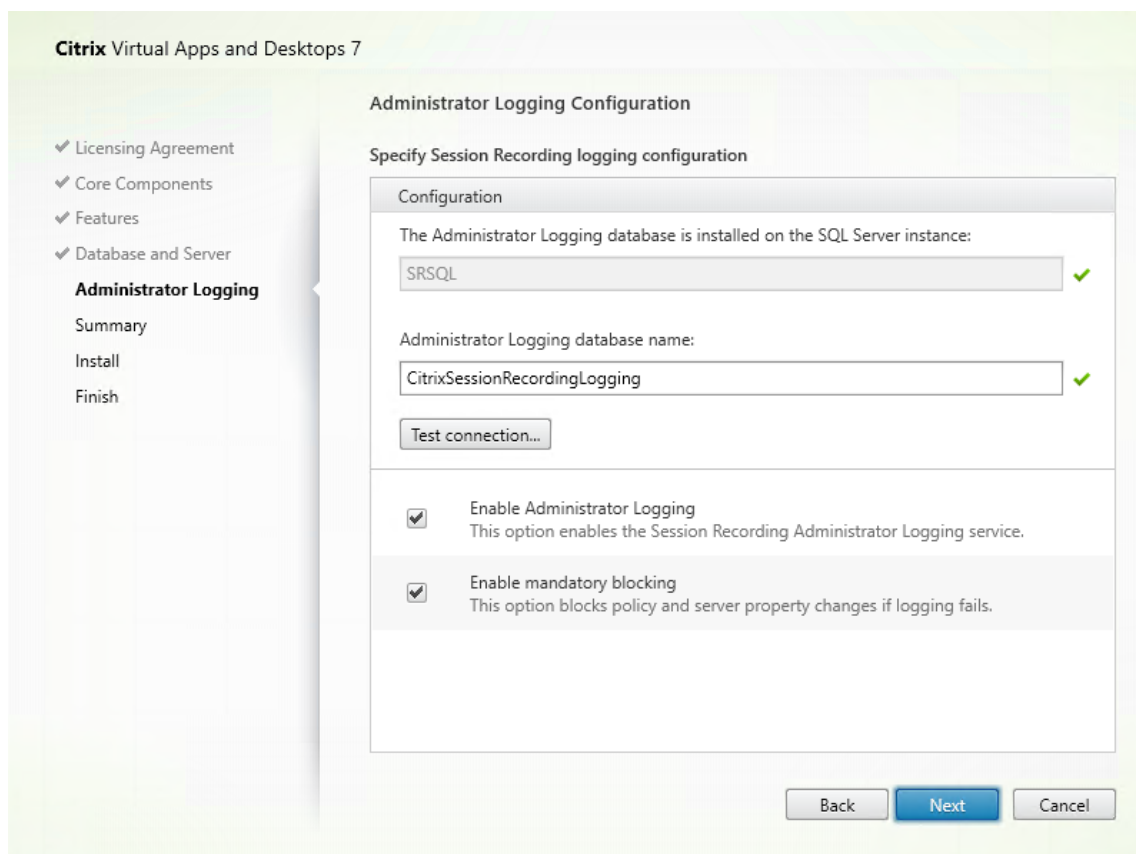 Citrix Virtual Apps and Desktops 7
Licensing Agreement
Core Components
Features
Database and Server
Administrator Logging
Summary
Install
Finish
Administrator Logging Configuration
Specify Session Recording logging configuration
Configuration
The Administrator Logging database is installed on the SQL Server instance:
SRSQL
Administrator Logging database name:
CitrixSessionRecordingLogging
Test connection...
Enable Administrator Logging
This option enables the Session Recording Administrator Logging service.
Enable mandatory blocking
This option blocks policy and server property changes if logging fails.
Back
Next
Cancel